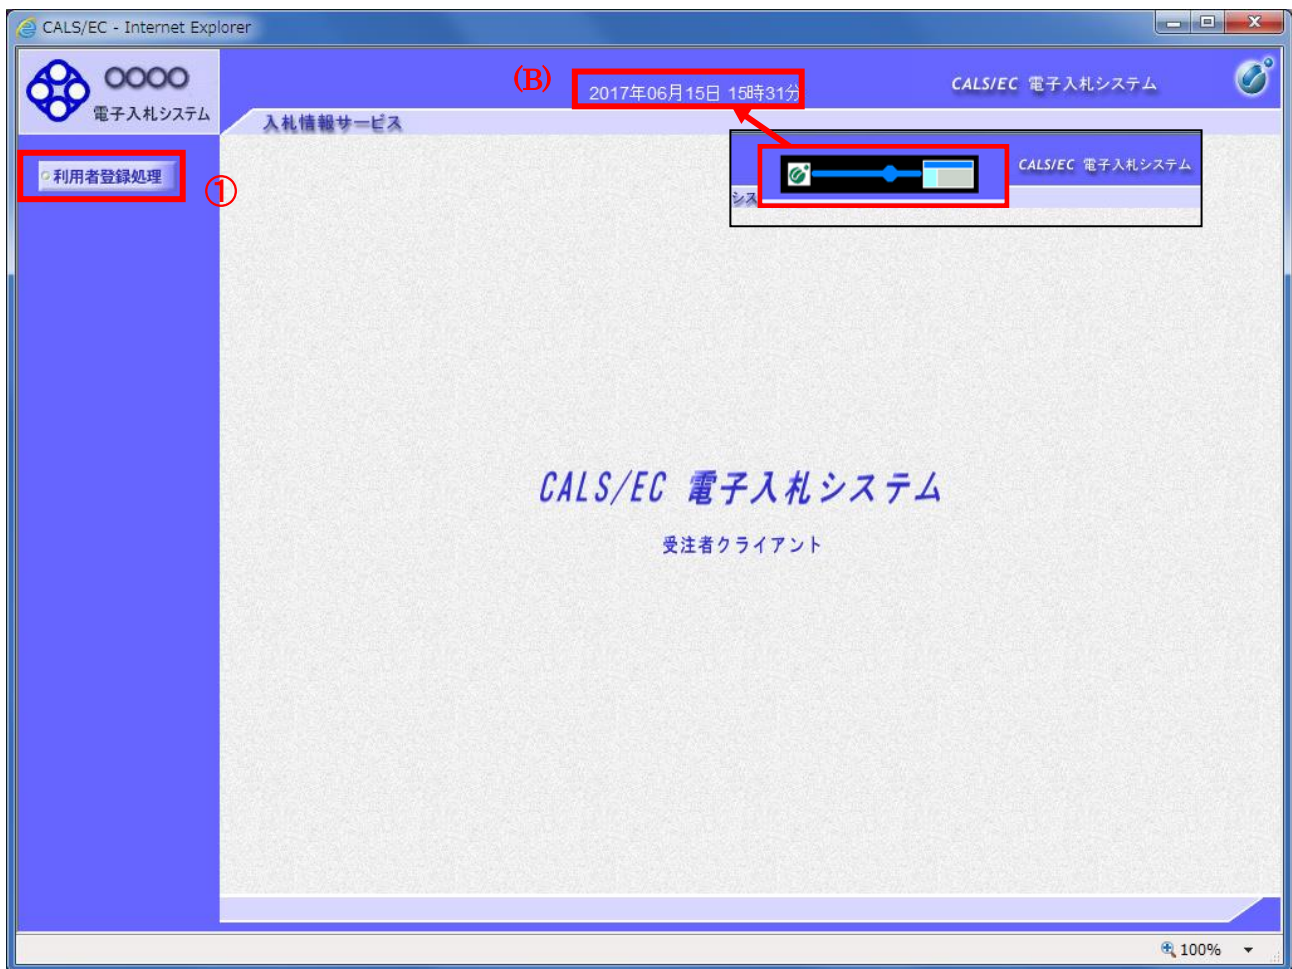 CALS/EC - Internet Explorer
○○○○
電子入札システム
(B)
2017年06月15日 15時31分
CALS/EC 電子入札システム
入札情報サービス
利用者登録処理
①
CALS/EC 電子入札システム
シス
CALS/EC 電子入札システム
受注者クライアント
100%